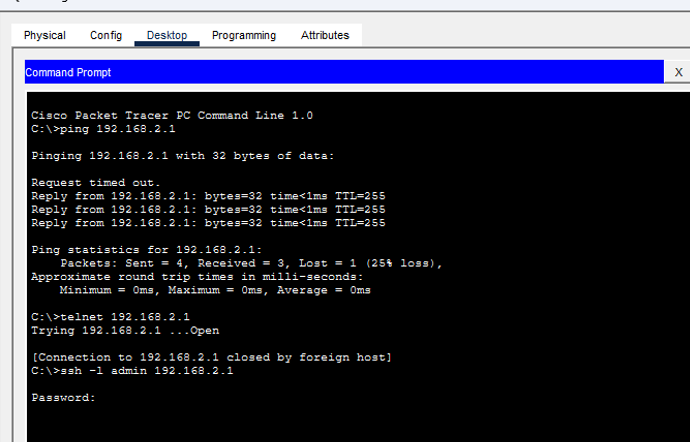 Physical Config Desktop Programming Attributes
Command Prompt X
Cisco Packet Tracer PC Command Line 1.0
C:\>ping 192.168.2.1
Pinging 192.168.2.1 with 32 bytes of data:
Request timed out.
Reply from 192.168.2.1: bytes=32 time<1ms TTL=255
Reply from 192.168.2.1: bytes=32 time<1ms TTL=255
Reply from 192.168.2.1: bytes=32 time<1ms TTL=255
Ping statistics for 192.168.2.1:
Packets: Sent = 4, Received = 3, Lost = 1 (25% loss),
Approximate round trip times in milli-seconds:
Minimum = 0ms, Maximum = 0ms, Average = 0ms
C:\>telnet 192.168.2.1
Trying 192.168.2.1 ...Open
[Connection to 192.168.2.1 closed by foreign host]
C:\>ssh -l admin 192.168.2.1
Password: